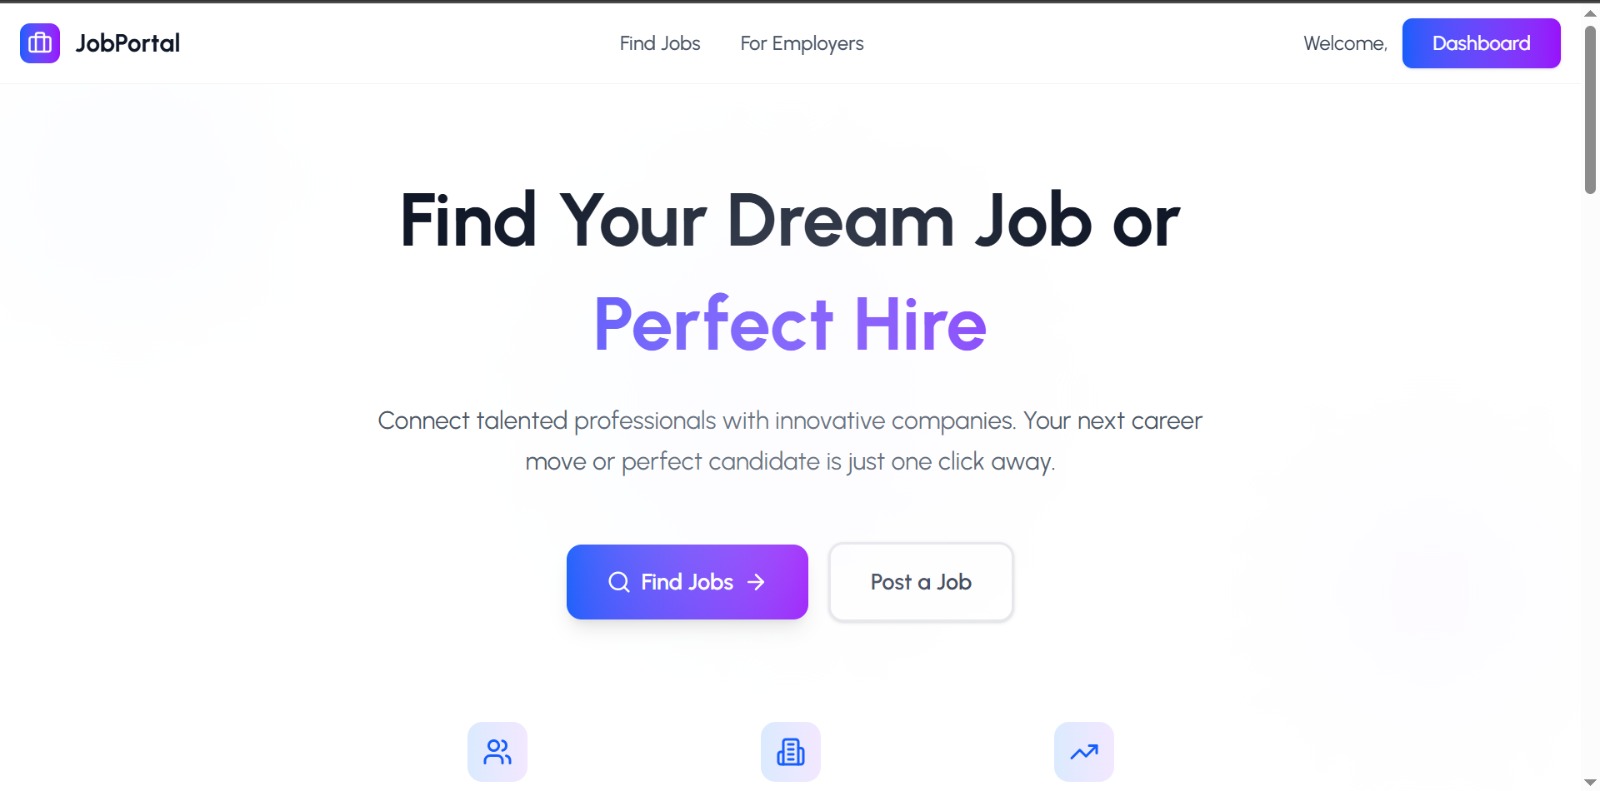 JobPortal
Find Jobs
For Employers
Welcome,
Dashboard
Find Your Dream Job or
Perfect Hire
Connect talented professionals with innovative companies. Your next career
move or perfect candidate is just one click away.
Find Jobs
Post a Job